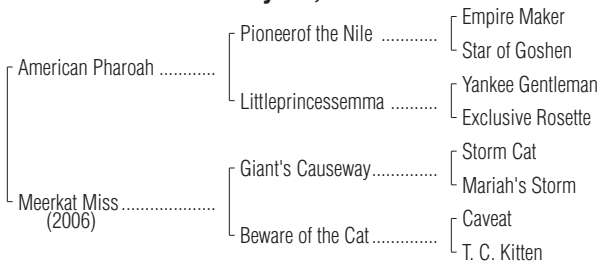 Empire Maker
Pioneerof the Nile ............
Star of Goshen
American Pharoah ............
Yankee Gentleman
Littleprincessemma ..........
Exclusive Rosette
Storm Cat
Giant's Causeway..............
Mariah's Storm
Meerkat Miss....................
(2006)
Caveat
Beware of the Cat..............
T. C. Kitten